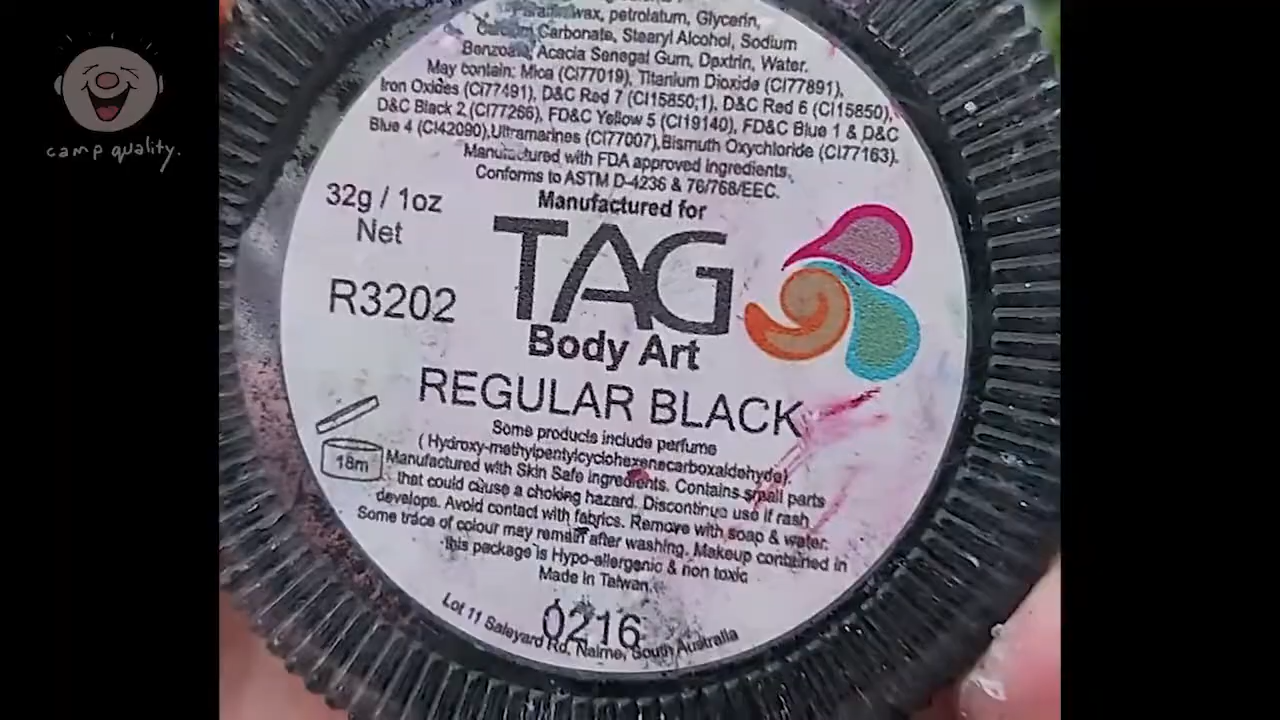 camp quality.
Paraffin wax, petrolatum, Glycerin,
Calcium Carbonate, Stearyl Alcohol, Sodium
Benzoate, Acacia Senegal Gum, Dextrin, Water.
May contain: Mica (CI77019), Titanium Dioxide (CI77891),
Iron Oxides (CI77491), D&C Red 7 (CI15850;1), D&C Red 6 (CI15850),
D&C Black 2 (CI77266), FD&C Yellow 5 (CI19140), FD&C Blue 1 & D&C
Blue 4 (CI42090),Ultramarines (CI77007),Bismuth Oxychloride (CI77163).
Manufactured with FDA approved ingredients.
Conforms to ASTM D-4236 & 76/768/EEC.
32g / 1oz
Net
R3202
Manufactured for
TAG
Body Art
REGULAR BLACK
18m
Some products include perfume
( Hydroxy-methylpentylcyclohexenecarboxaldehyde).
Manufactured with Skin Safe ingredients. Contains small parts
that could cause a choking hazard. Discontinue use if rash
develops. Avoid contact with fabrics. Remove with soap & water.
Some trace of colour may remain after washing. Makeup contained in
this package is Hypo-allergenic & non toxic
Made in Taiwan.
0216
Lot 11 Saleyard Rd, Nairne, South Australia